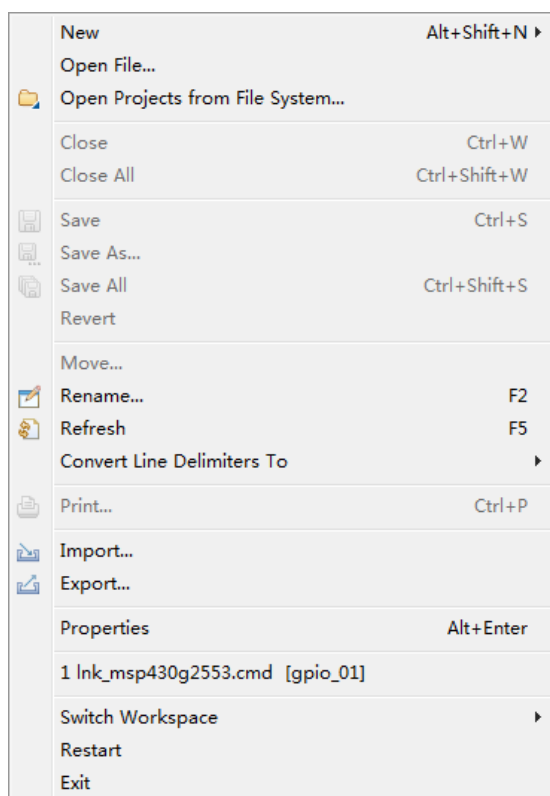 New Alt+Shift+N
Open File...
Open Projects from File System...
Close Ctrl+W
Close All Ctrl+Shift+W
Save Ctrl+S
Save As...
Save All Ctrl+Shift+S
Revert
Move...
Rename... F2
Refresh F5
Convert Line Delimiters To
Print... Ctrl+P
Import...
Export...
Properties Alt+Enter
1 lnk_msp430g2553.cmd [gpio_01]
Switch Workspace
Restart
Exit